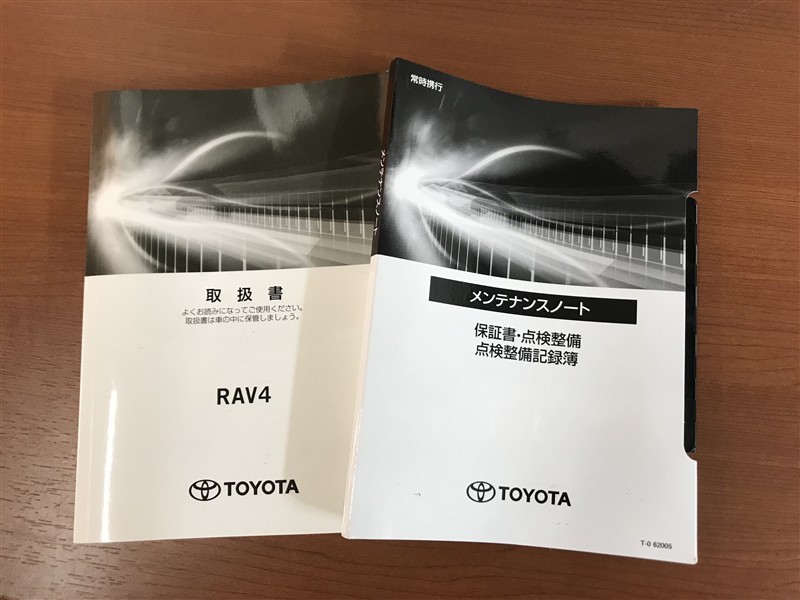 取扱書
よくお読みになってご使用ください。
取扱書は車の中に保管しましょう。
RAV4
TOYOTA
常時携行
メンテナンスノート
メンテナンスノート
保証書・点検整備
点検整備記録簿
TOYOTA
T-0 62005